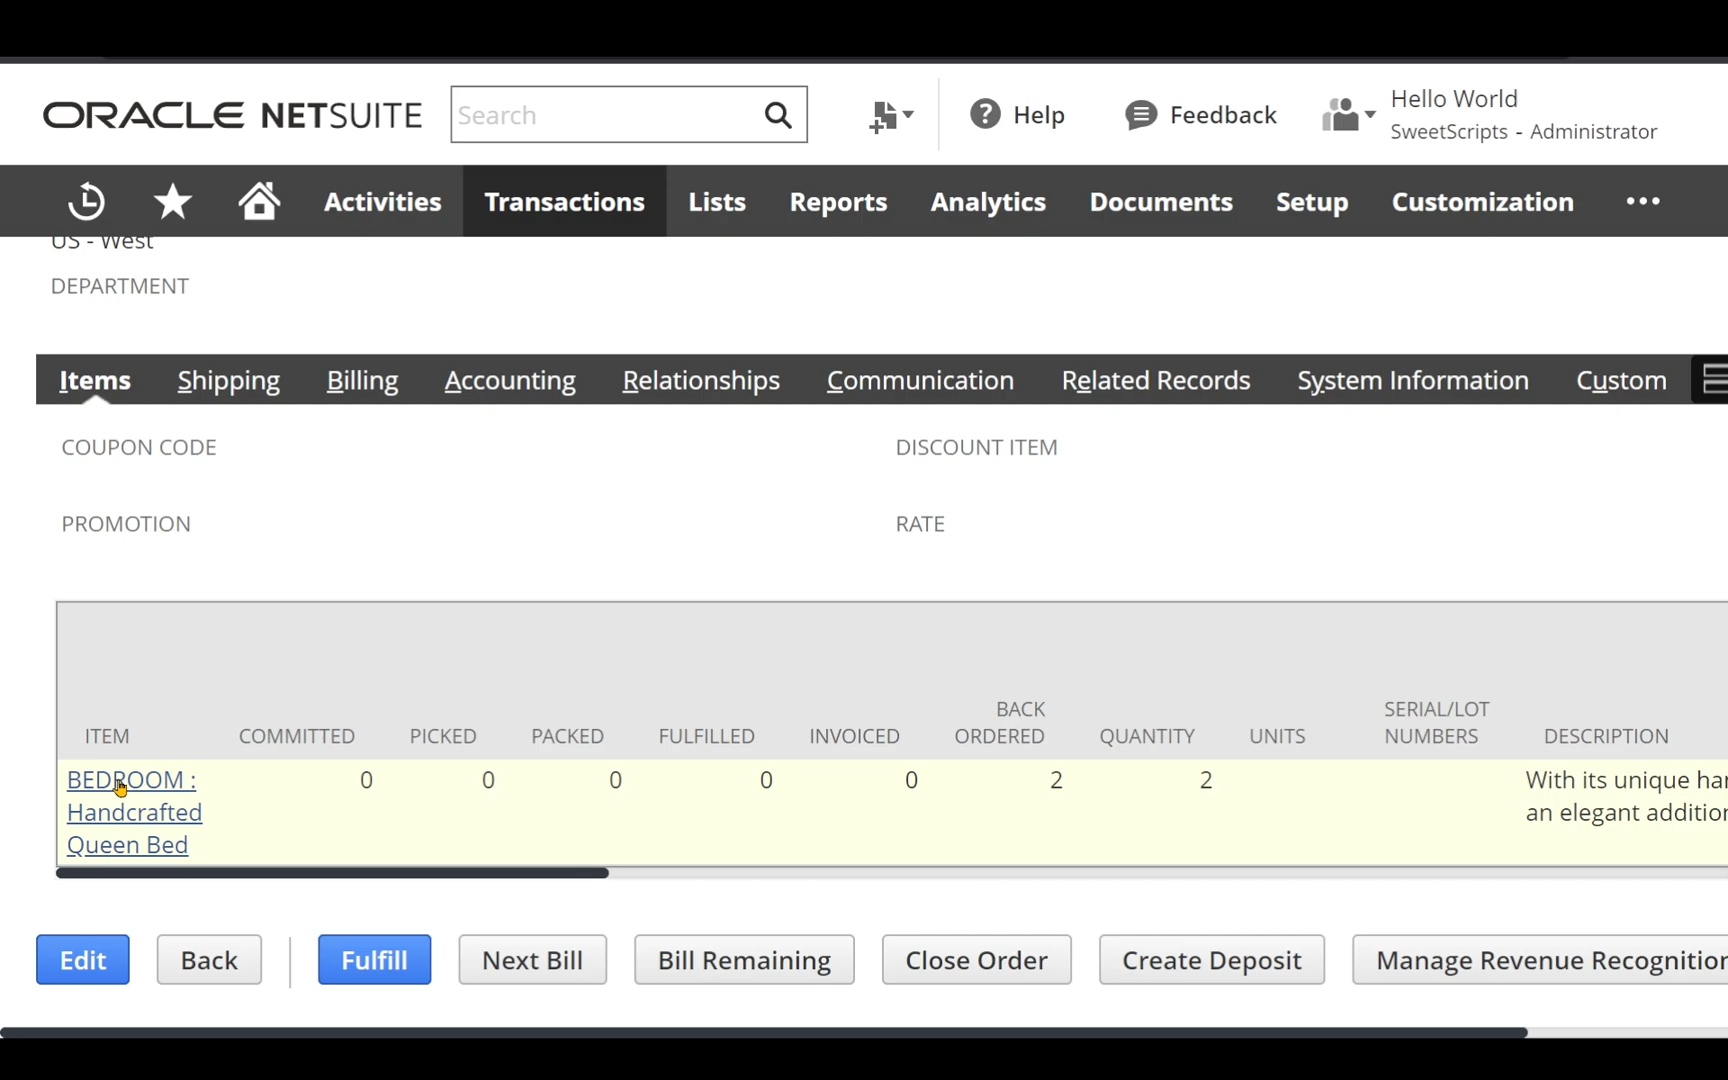 ORACLE NETSUITE Search Help Feedback Hello World
SweetScripts - Administrator
Activities Transactions Lists Reports Analytics Documents Setup Customization •••
US - West
DEPARTMENT
Items Shipping Billing Accounting Relationships Communication Related Records System Information Custom
COUPON CODE DISCOUNT ITEM
PROMOTION RATE
ITEM COMMITTED PICKED PACKED FULFILLED INVOICED BACK ORDERED QUANTITY UNITS SERIAL/LOT NUMBERS DESCRIPTION
BEDROOM : 0 0 0 0 0 2 2 With its unique har
Handcrafted an elegant addition
Queen Bed
Edit Back Fulfill Next Bill Bill Remaining Close Order Create Deposit Manage Revenue Recognition